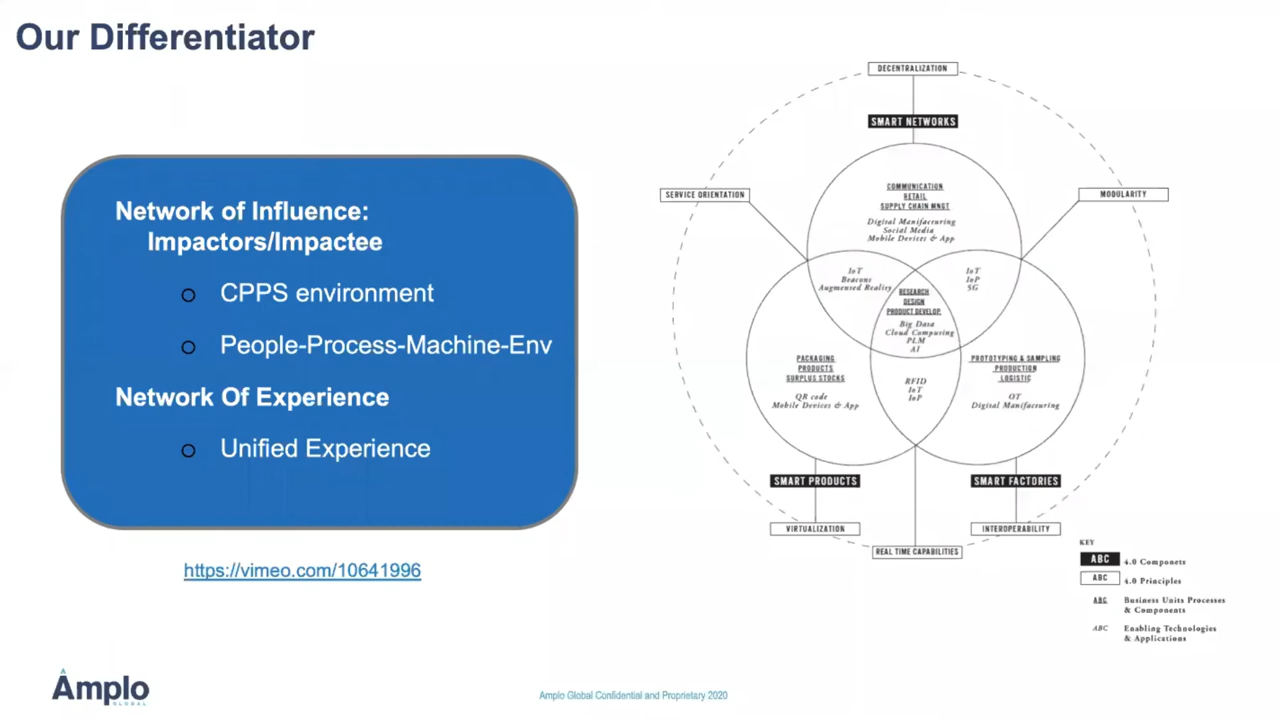 Our Differentiator
Network of Influence:
Impactors/Impactee
CPPS environment
People-Process-Machine-Env
Network Of Experience
Unified Experience
https://vimeo.com/10641996
DECENTRALIZATION
SMART NETWORKS
SERVICE ORIENTATION
MODULARITY
COMMUNICATION
RETAIL
SUPPLY CHAIN MNGT
Digital Manifacturing
Social Media
Mobile Devices & App
IoT
Beacons
Augmented Reality
IoT
IoP
5G
RESEARCH
DESIGN
PRODUCT DEVELOP
Big Data
Cloud Computing
PLM
AI
PACKAGING
PRODUCTS
SURPLUS STOCKS
QR code
Mobile Devices & App
RFID
IoT
IoP
PROTOTYPING & SAMPLING
PRODUCTION
LOGISTIC
OT
Digital Manifacturing
SMART PRODUCTS
SMART FACTORIES
VIRTUALIZATION
INTEROPERABILITY
REAL TIME CAPABILITIES
KEY
ABC 4.0 Componets
ABC 4.0 Principles
ABC Business Units Processes
& Components
ABC Enabling Technologies
& Applications
Amplo
GLOBAL
Amplo Global Confidential and Proprietary 2020